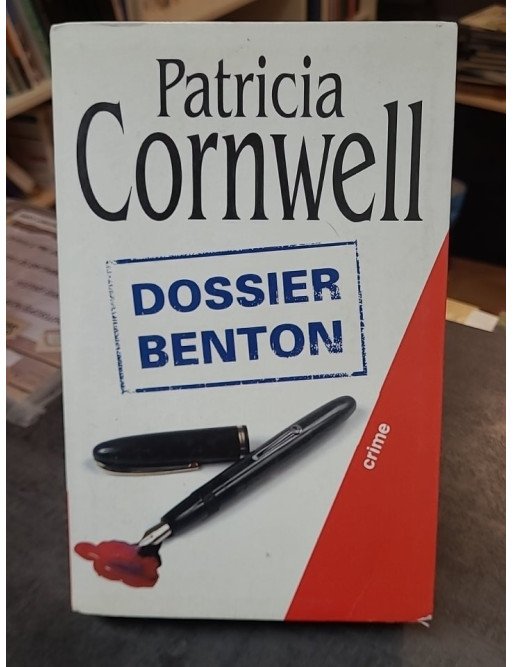 Patricia
Cornwell
DOSSIER
BENTON
crime